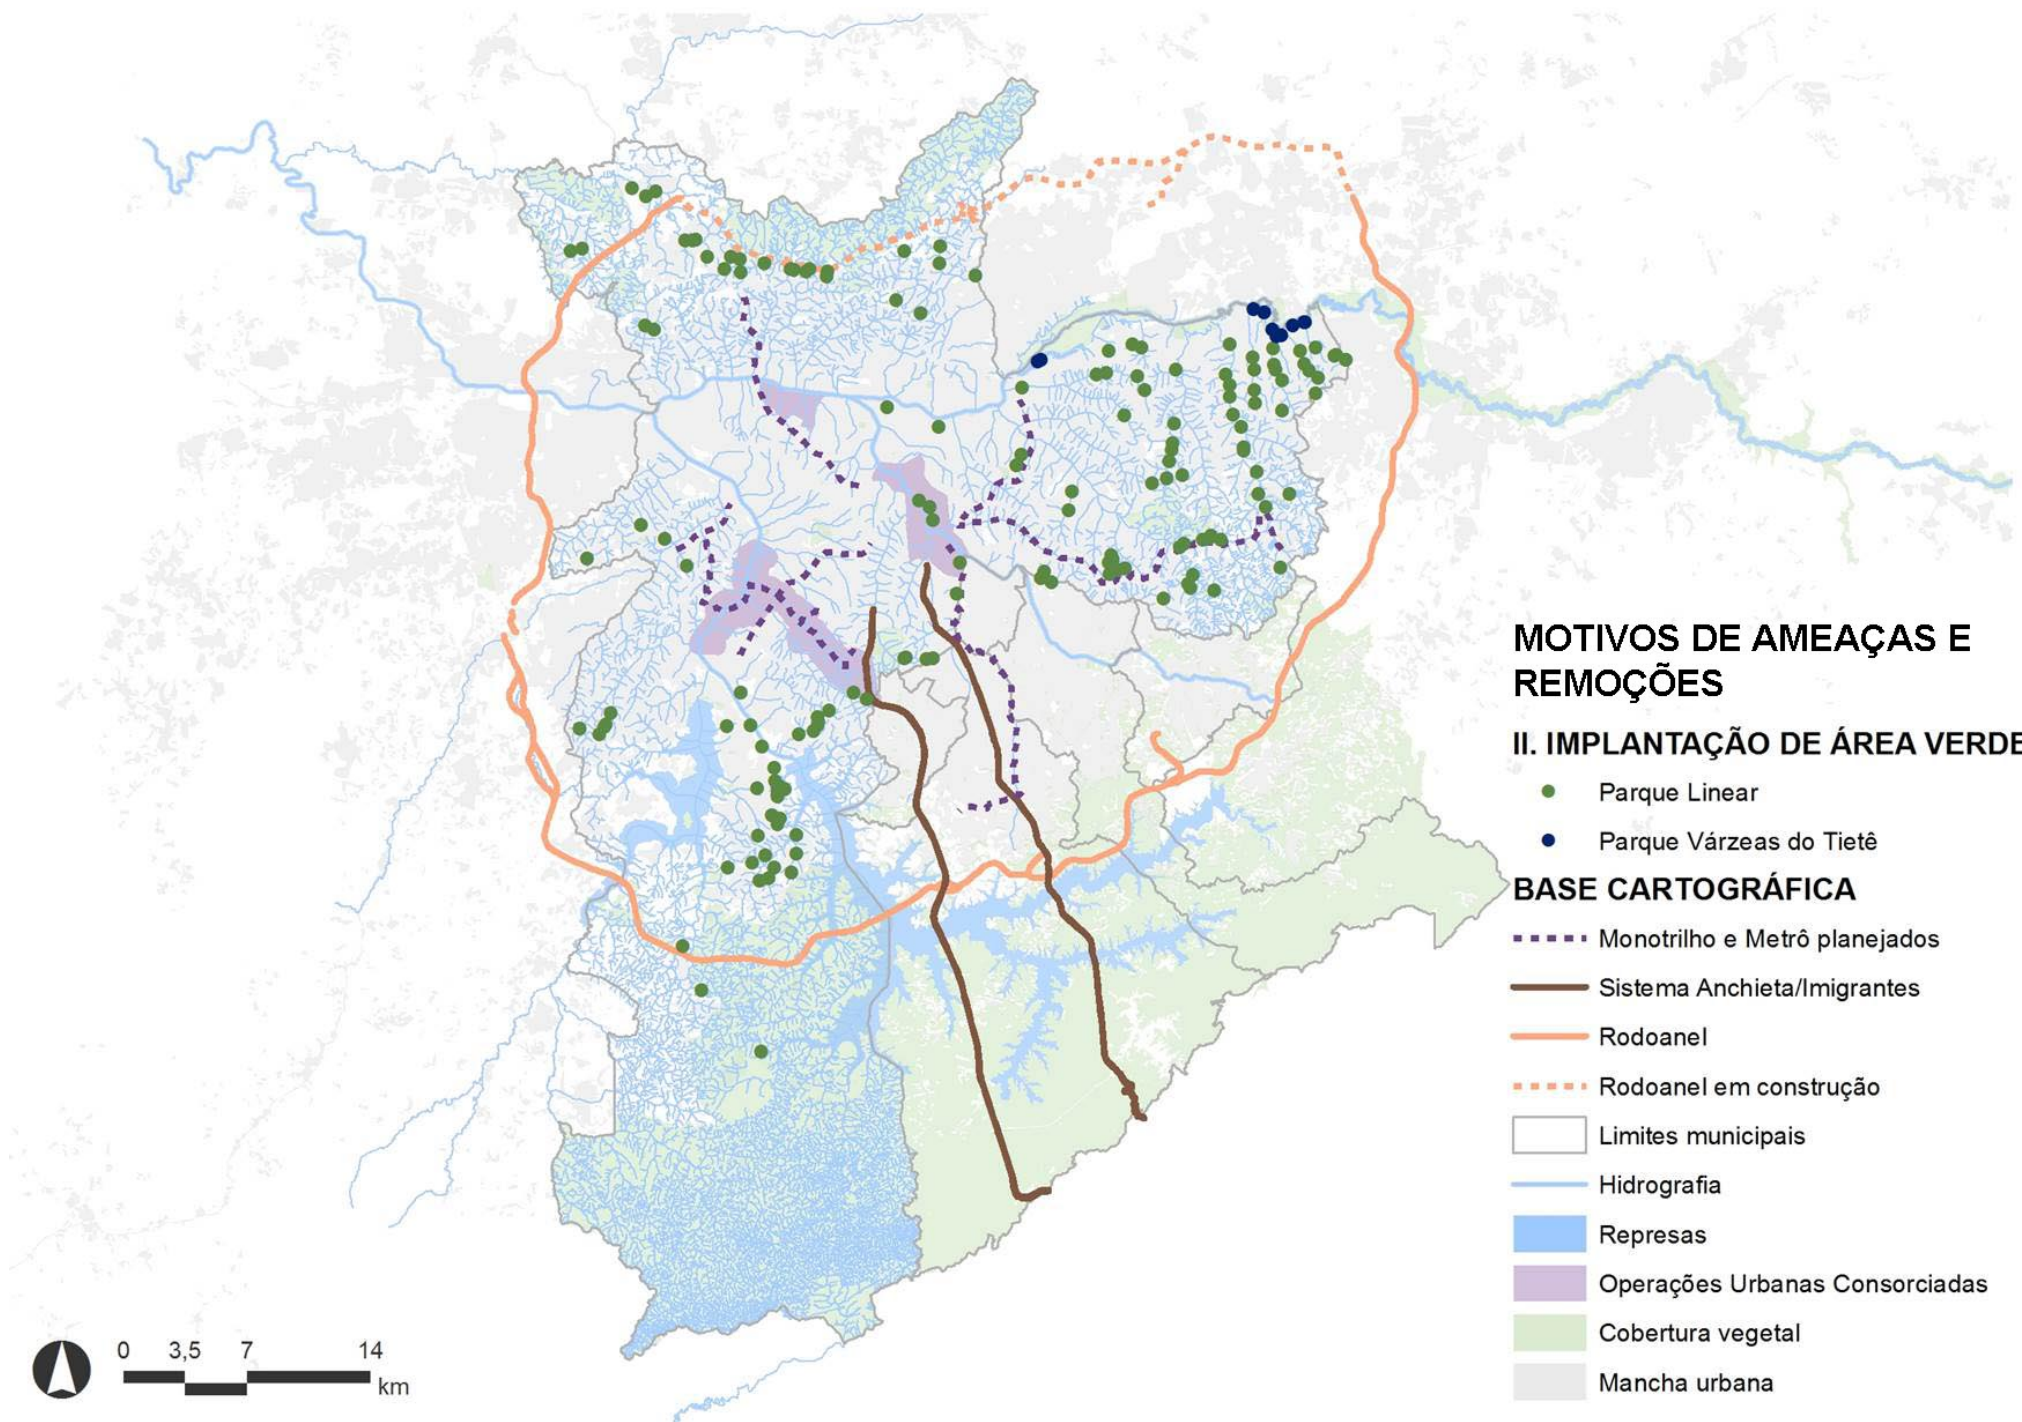 MOTIVOS DE AMEAÇAS E
REMOÇÕES
II. IMPLANTAÇÃO DE ÁREA VERDE
Parque Linear
Parque Várzeas do Tietê
BASE CARTOGRÁFICA
Monotrilho e Metrô planejados
Sistema Anchieta/Imigrantes
Rodoanel
Rodoanel em construção
Limites municipais
Hidrografia
Represas
Operações Urbanas Consorciadas
Cobertura vegetal
Mancha urbana
0 3,5 7 14
km